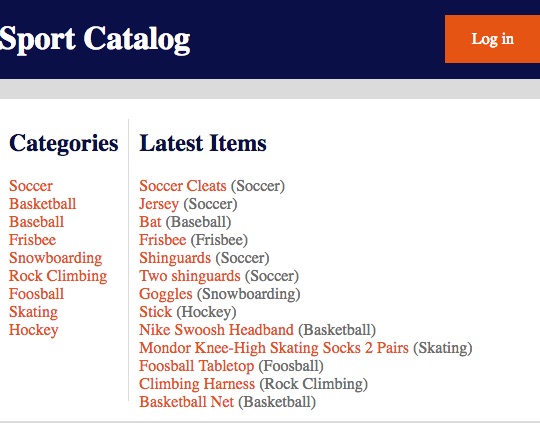 Sport Catalog
Log in
Categories
Soccer
Basketball
Baseball
Frisbee
Snowboarding
Rock Climbing
Foosball
Skating
Hockey
Latest Items
Soccer Cleats (Soccer)
Jersey (Soccer)
Bat (Baseball)
Frisbee (Frisbee)
Shinguards (Soccer)
Two shinguards (Soccer)
Goggles (Snowboarding)
Stick (Hockey)
Nike Swoosh Headband (Basketball)
Mondor Knee-High Skating Socks 2 Pairs (Skating)
Foosball Tabletop (Foosball)
Climbing Harness (Rock Climbing)
Basketball Net (Basketball)